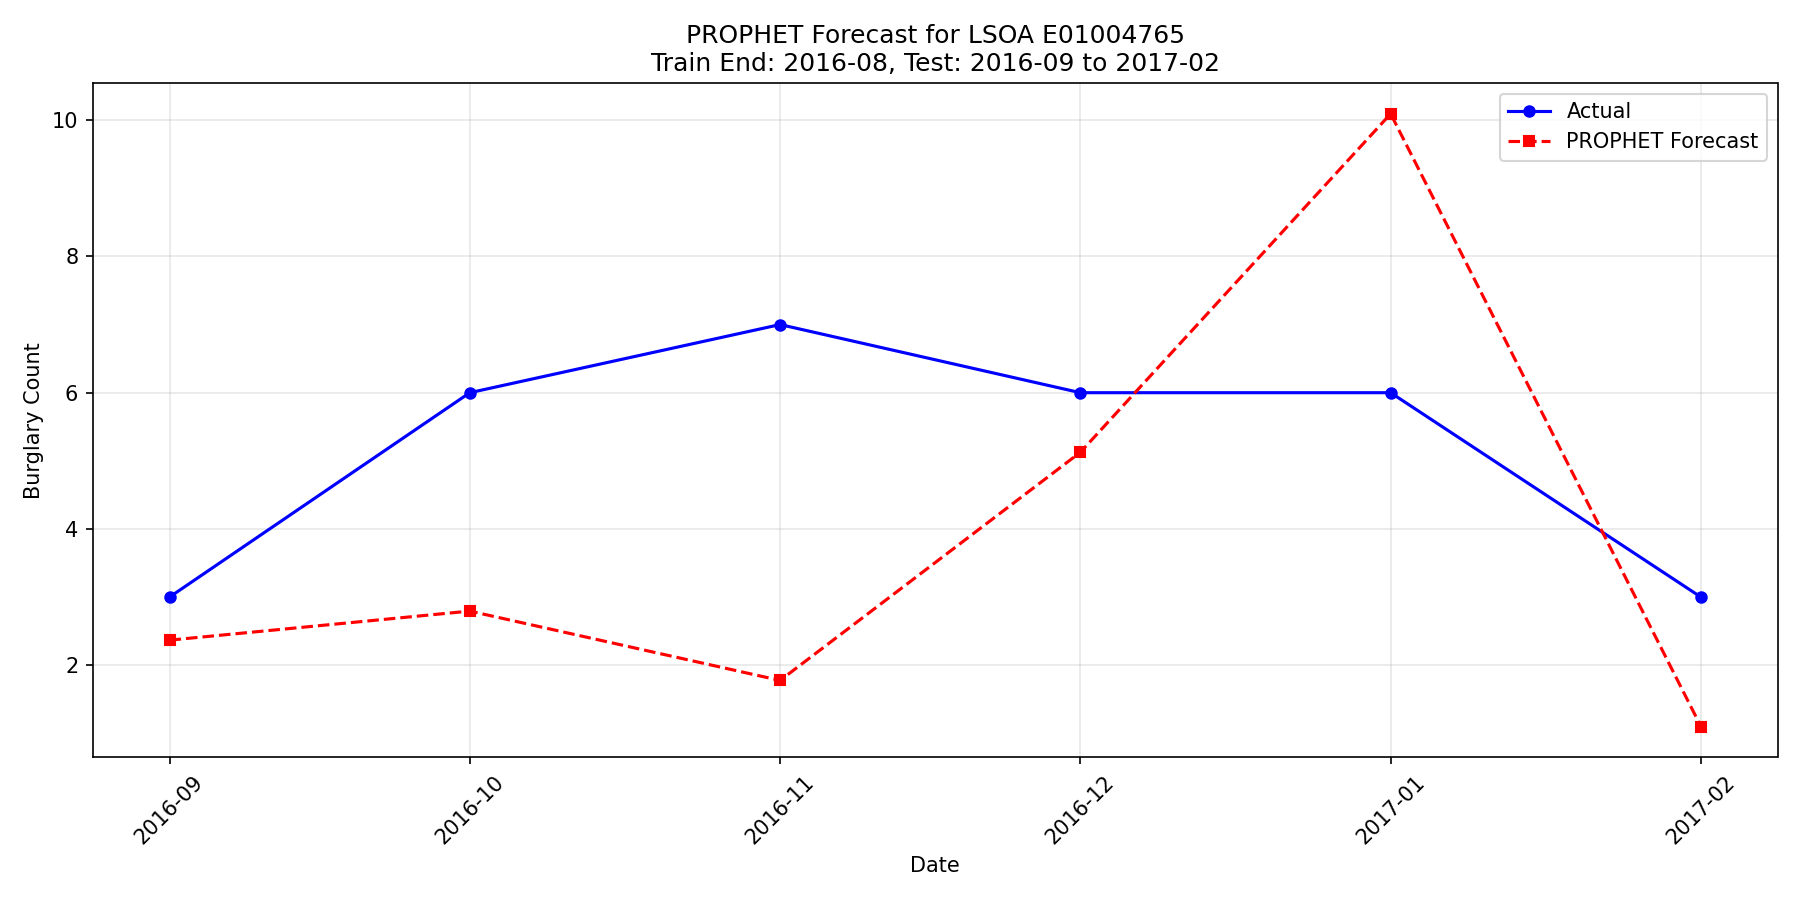 PROPHET Forecast for LSOA E01004765
Train End: 2016-08, Test: 2016-09 to 2017-02
Actual
PROPHET Forecast
Burglary Count
10
8
6
4
2
2016-09
2016-10
2016-11
2016-12
2017-01
2017-02
Date